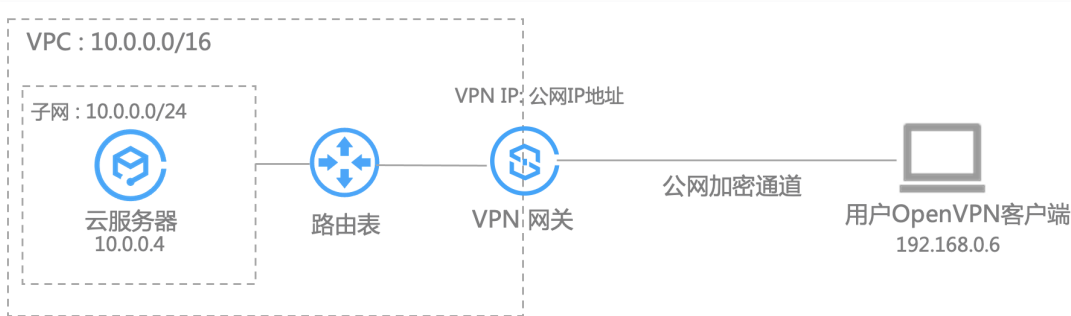 VPC : 10.0.0.0/16
子网 : 10.0.0.0/24
VPN IP: 公网IP地址
云服务器
10.0.0.4
路由表
VPN 网关
公网加密通道
用户OpenVPN客户端
192.168.0.6